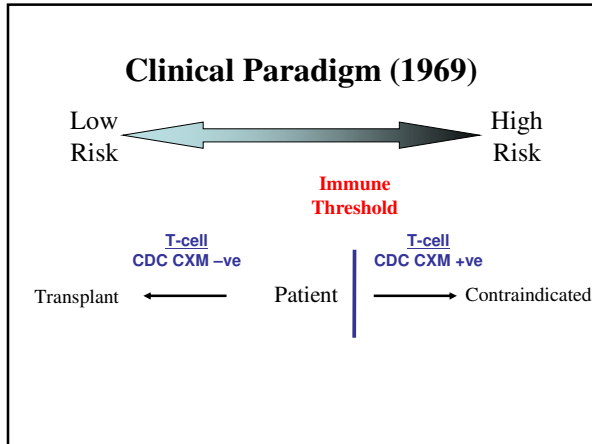 Clinical Paradigm (1969)
Low
Risk
High
Risk
Immune
Threshold
T-cell
CDC CXM –ve
T-cell
CDC CXM +ve
Transplant
Patient
Contraindicated